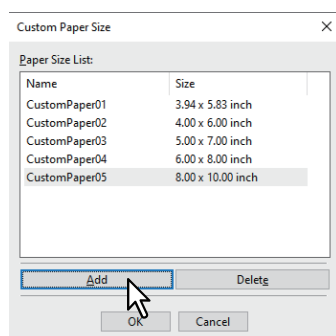 Custom Paper Size
Paper Size List:
Name Size
CustomPaper01 3.94 x 5.83 inch
CustomPaper02 4.00 x 6.00 inch
CustomPaper03 5.00 x 7.00 inch
CustomPaper04 6.00 x 8.00 inch
CustomPaper05 8.00 x 10.00 inch
Add Delete
OK Cancel